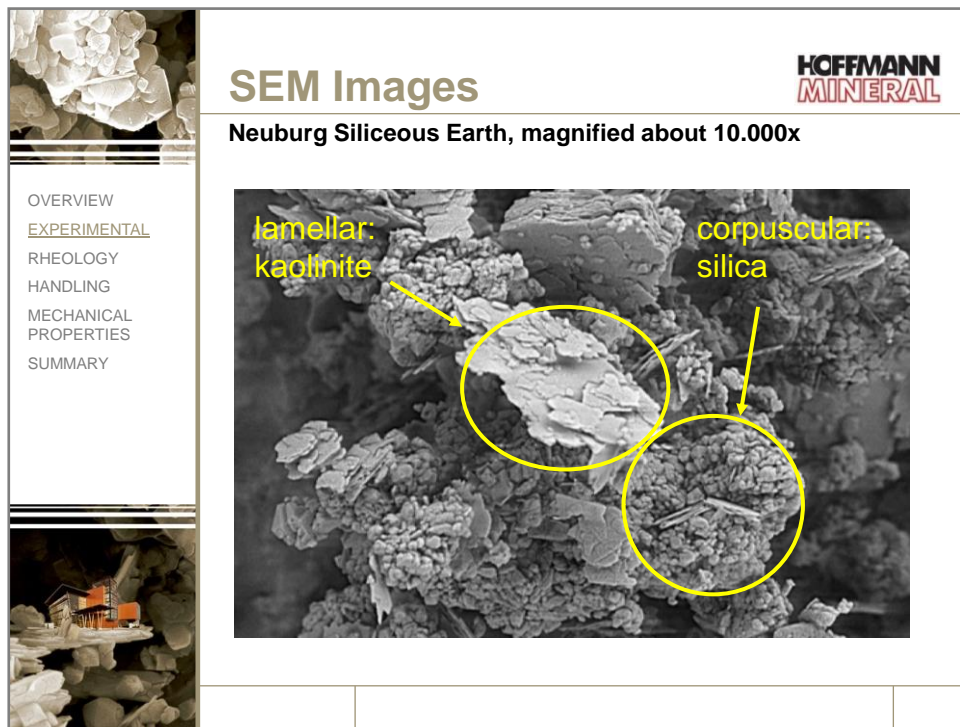 SEM Images
HOFFMANN
MINERAL
Neuburg Siliceous Earth, magnified about 10.000x
OVERVIEW
EXPERIMENTAL
RHEOLOGY
HANDLING
MECHANICAL
PROPERTIES
SUMMARY
lamellar:
kaolinite
corpuscular:
silica